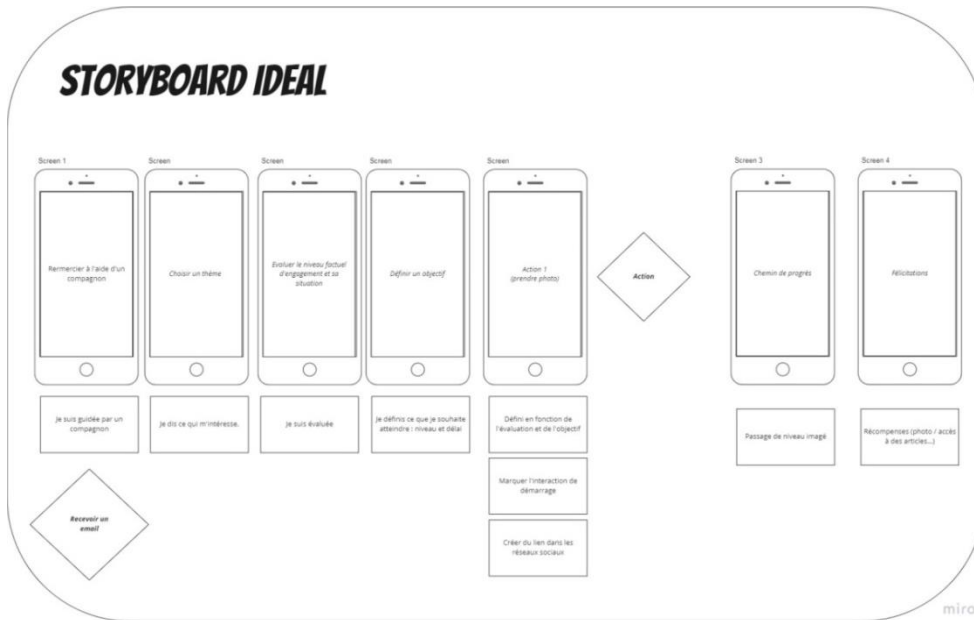 STORYBOARD IDEAL
Screen 1
Screen
Screen
Screen
Screen
Screen 3
Screen 4
Rermercier à l'aide d'un
compagnon
Choisir un thème
Evaluer le niveau factuel
d'engagement et sa
situation
Définir un objectif
Action 1
(prendre photo)
Action
Chemin de progrés
Félicitations
Je suis guidée par un
compagnon
Je dis ce qui m'intéresse.
Je suis évaluée
Je définis ce que je souhaite
atteindre : niveau et délai
Défini en fonction de
l'évaluation et de l'objectif
Passage de niveau imagé
Récompenses (photo / accès
à des articles...)
Marquer l'interaction de
démarrage
Créer du lien dans les
réseaux sociaux
Recevoir un
email
miro